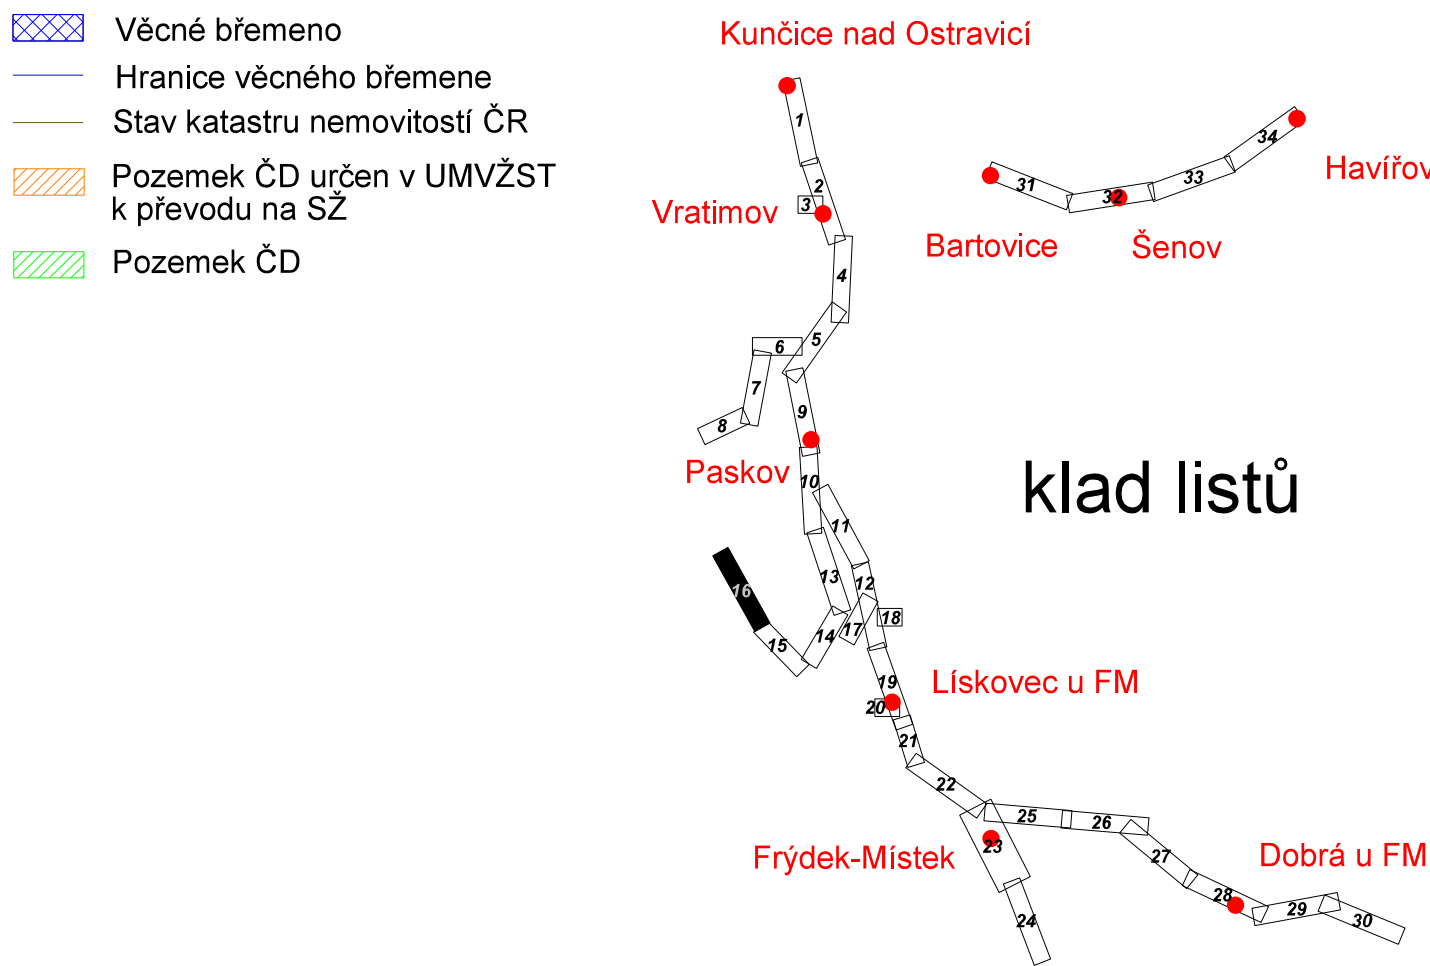 Věcné břemeno
Hranice věcného břemene
Stav katastru nemovitostí ČR
Pozemek ČD určen v UMVŽST
k převodu na SŽ
Pozemek ČD
Kunčice nad Ostravicí
1
2
3
Vratimov
4
5
6
7
8
9
Paskov
10
11
12
13
14
15
16
17
18
19
20
Lískovec u FM
21
22
23
Frýdek-Místek
24
25
26
27
28
Dobrá u FM
29
30
31
32
33
34
Bartovice
Šenov
Havířov
klad listů